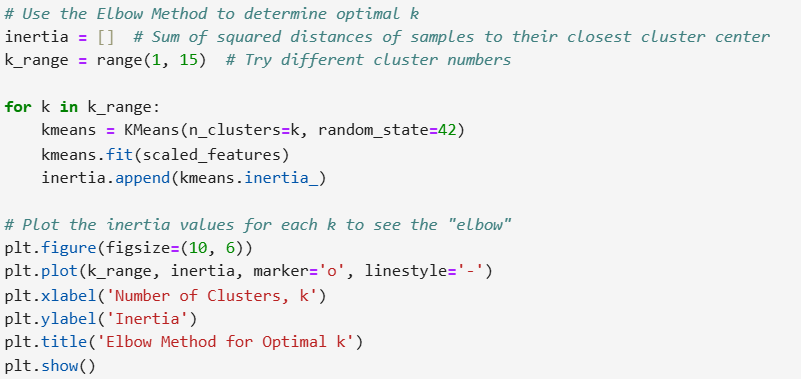 # Use the Elbow Method to determine optimal k
inertia = []  # Sum of squared distances of samples to their closest cluster center
k_range = range(1, 15)  # Try different cluster numbers

for k in k_range:
    kmeans = KMeans(n_clusters=k, random_state=42)
    kmeans.fit(scaled_features)
    inertia.append(kmeans.inertia_)

# Plot the inertia values for each k to see the "elbow"
plt.figure(figsize=(10, 6))
plt.plot(k_range, inertia, marker='o', linestyle='-')
plt.xlabel('Number of Clusters, k')
plt.ylabel('Inertia')
plt.title('Elbow Method for Optimal k')
plt.show()